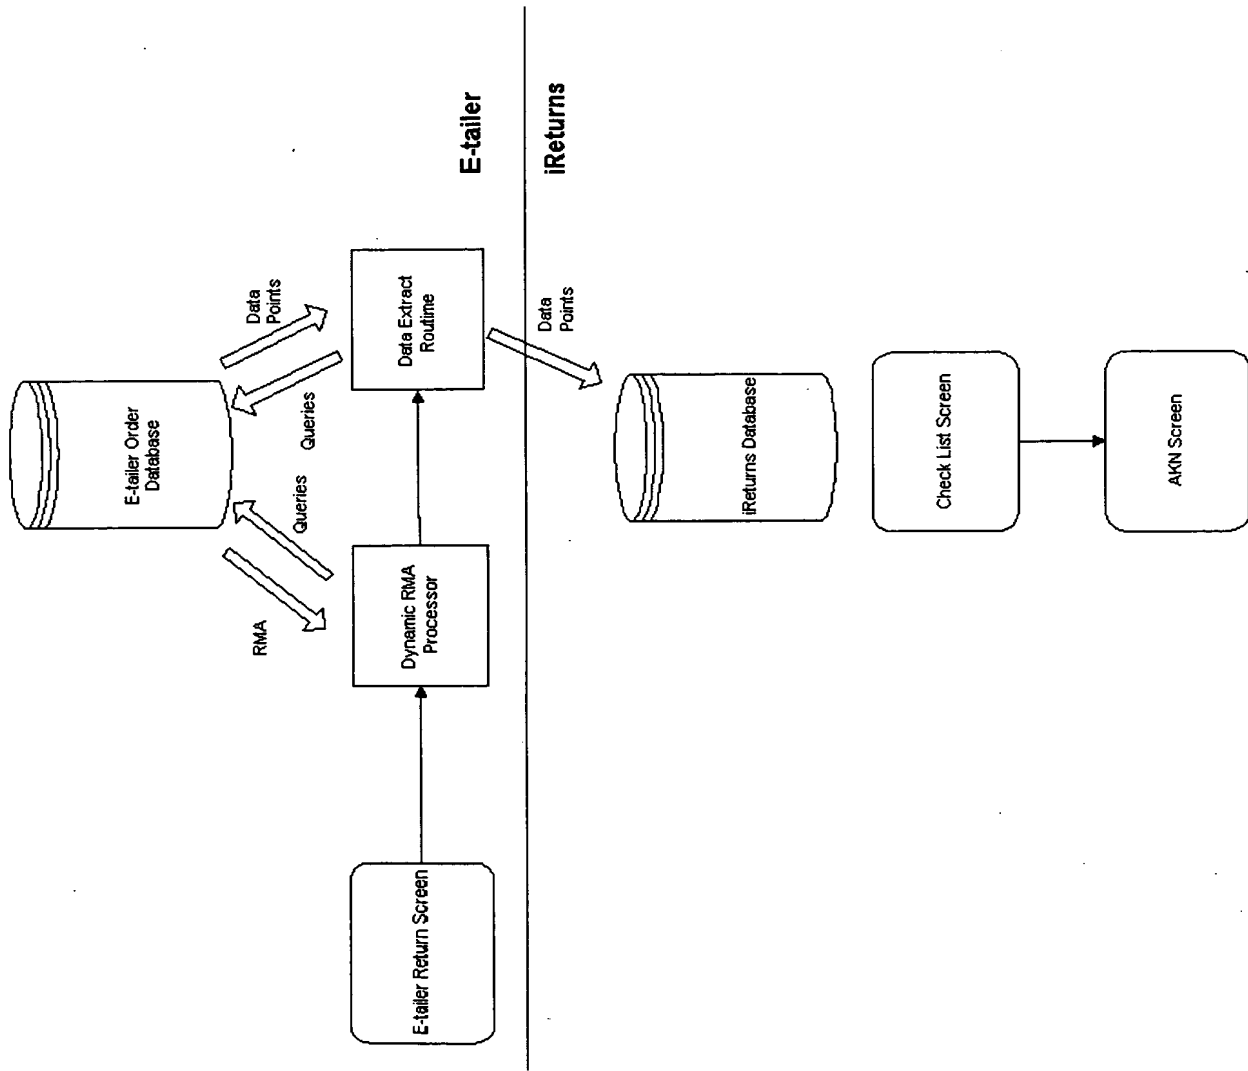 E-tailer Order
Database
Data
Points
Queries
Queries
RMA
Data Extract
Routime
Dynamic RMA
Processor
E-tailer Return Screen
E-tailer
iReturns
Data
Points
iReturns Database
Check List Screen
AKN Screen